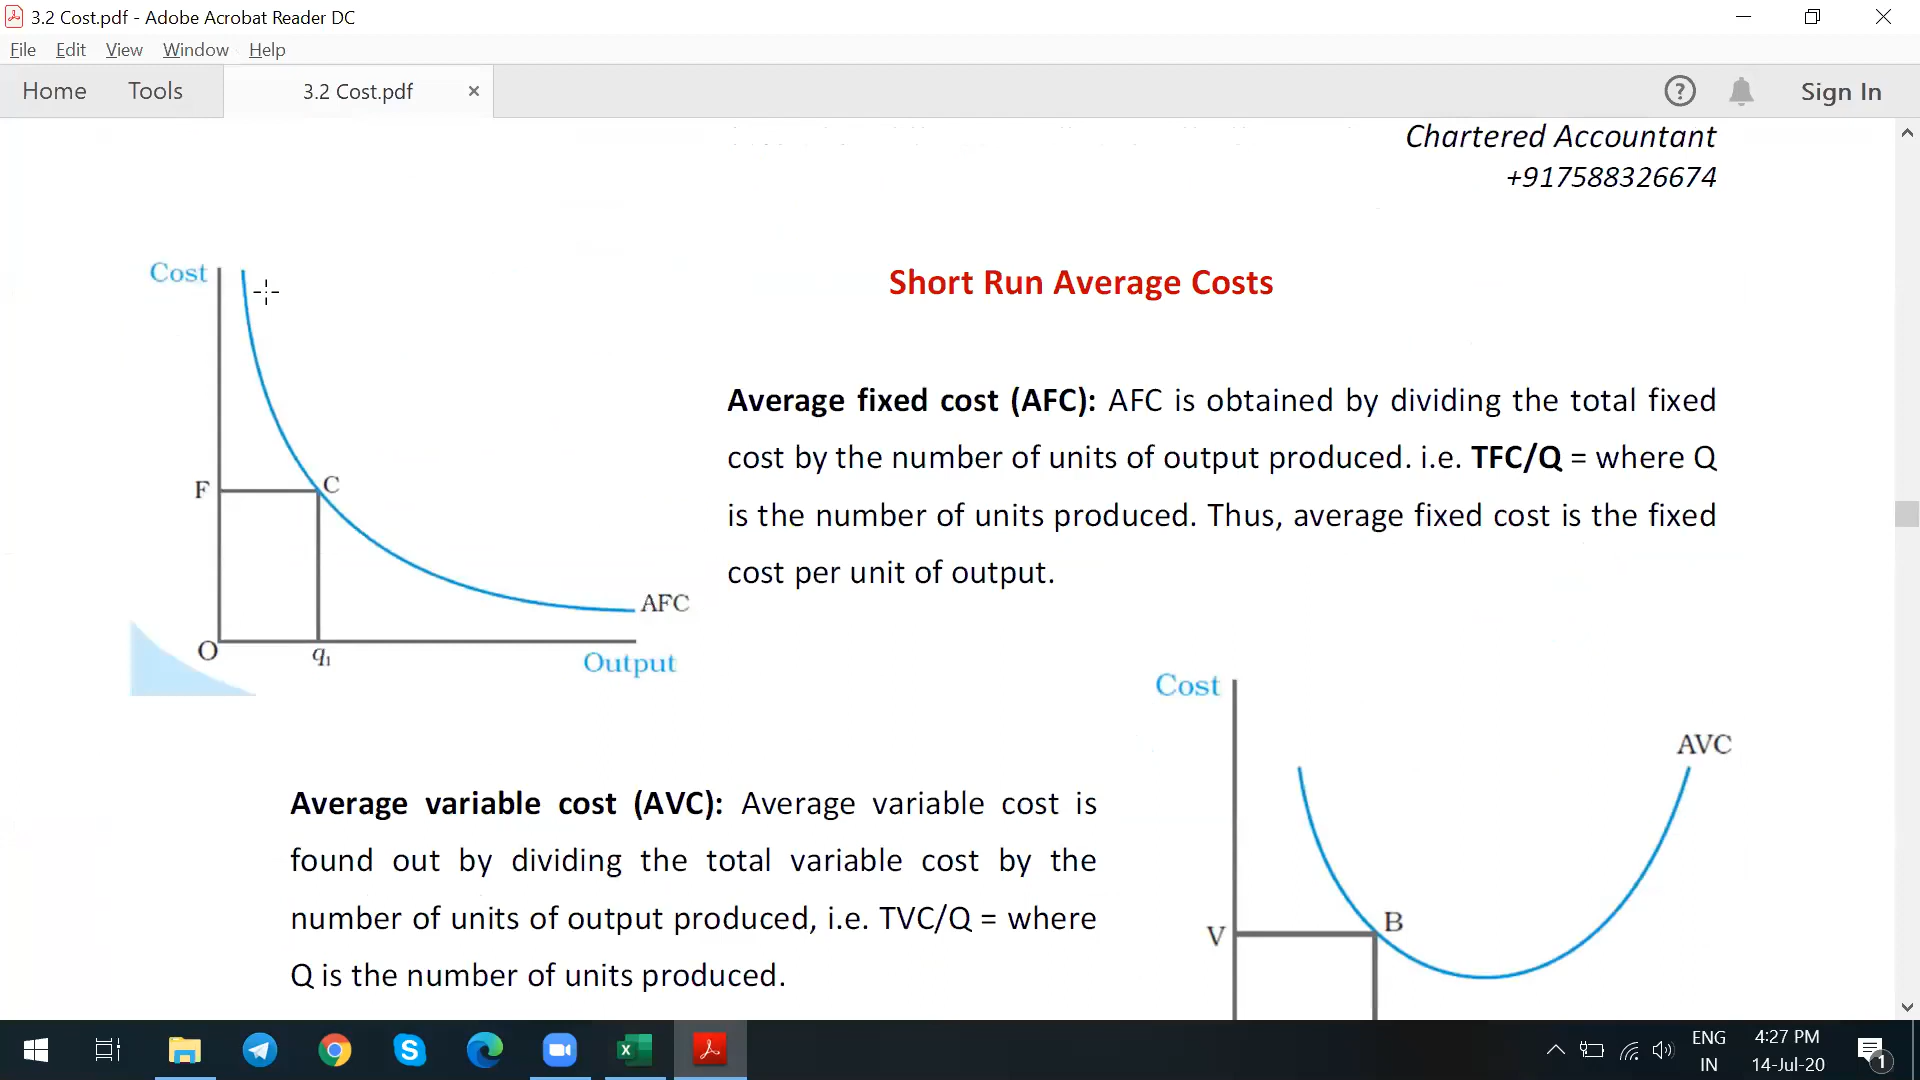 3.2 Cost.pdf - Adobe Acrobat Reader DC
File Edit View Window Help
Home Tools 3.2 Cost.pdf × ? Sign In
Chartered Accountant
+917588326674
Cost
Short Run Average Costs
Average fixed cost (AFC): AFC is obtained by dividing the total fixed
cost by the number of units of output produced. i.e. TFC/Q = where Q
F C
is the number of units produced. Thus, average fixed cost is the fixed
cost per unit of output.
AFC
O q1 Output
Cost
AVC
Average variable cost (AVC): Average variable cost is
found out by dividing the total variable cost by the
number of units of output produced, i.e. TVC/Q = where
V B
Q is the number of units produced.
ENG 4:27 PM
IN 14-Jul-20 1